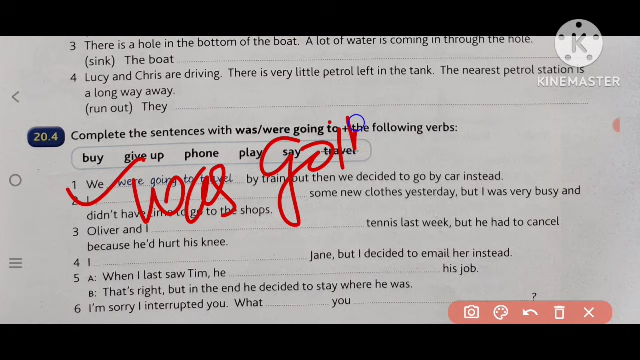 3 There is a hole in the bottom of the boat. A lot of water is coming in through the hole.
(sink) The boat
4 Lucy and Chris are driving. There is very little petrol left in the tank. The nearest petrol station is
a long way away.
(run out) They
KINEMASTER
20.4 Complete the sentences with was/were going to + the following verbs:
buy give up phone play say travel
1 We were going to travel by train but then we decided to go by car instead.
2 I some new clothes yesterday, but I was very busy and
didn't have time to go to the shops.
was goin
3 Oliver and I tennis last week, but he had to cancel
because he'd hurt his knee.
4 I Jane, but I decided to email her instead.
5 A: When I last saw Tim, he his job.
B: That's right, but in the end he decided to stay where he was.
6 I'm sorry I interrupted you. What you ?